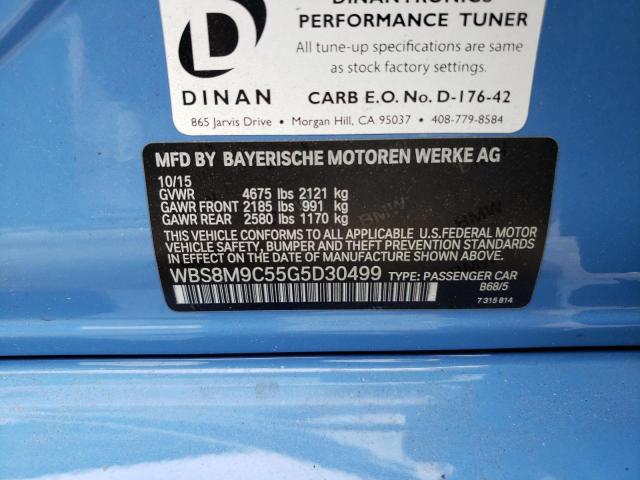 DINANTRONICS
PERFORMANCE TUNER
All tune-up specifications are same
as stock factory settings.
DINAN
CARB E.O. No. D-176-42
865 Jarvis Drive • Morgan Hill, CA 95037 • 408-779-8584
MFD BY BAYERISCHE MOTOREN WERKE AG
10/15
GVWR 4675 lbs 2121 kg
GAWR FRONT 2185 lbs 991 kg
GAWR REAR 2580 lbs 1170 kg
THIS VEHICLE CONFORMS TO ALL APPLICABLE U.S.FEDERAL MOTOR
VEHICLE SAFETY, BUMPER AND THEFT PREVENTION STANDARDS
IN EFFECT ON THE DATE OF MANUFACTURE SHOWN ABOVE.
WBS8M9C55G5D30499 TYPE: PASSENGER CAR
B68/5
7 315 814
BMW
BMW